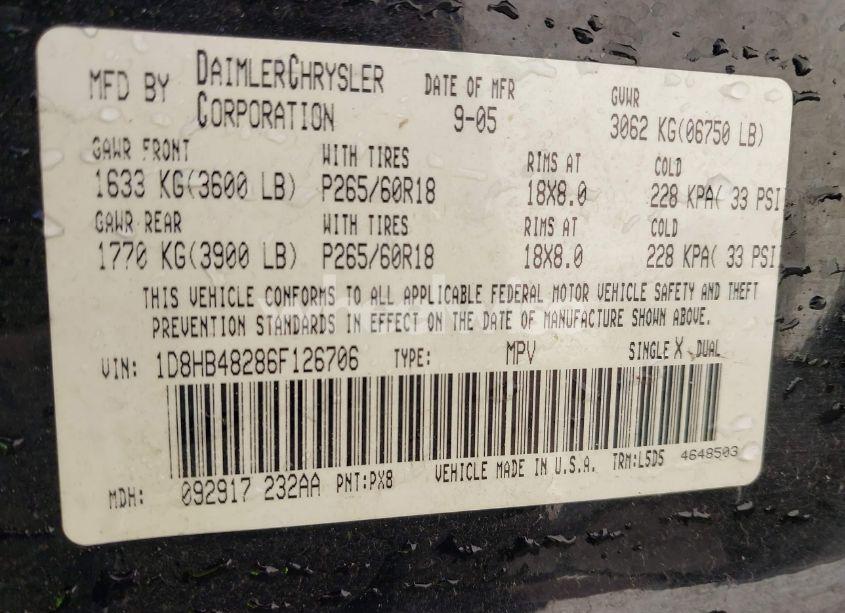 MFD BY DAIMLERCHRYSLER CORPORATION DATE OF MFR 9-05 GVWR 3062 KG(06750 LB)
GAWR FRONT WITH TIRES RIMS AT COLD
1633 KG(3600 LB) P265/60R18 18X8.0 228 KPA( 33 PSI
GAWR REAR WITH TIRES RIMS AT COLD
1770 KG(3900 LB) P265/60R18 18X8.0 228 KPA( 33 PSI
THIS VEHICLE CONFORMS TO ALL APPLICABLE FEDERAL MOTOR VEHICLE SAFETY AND THEFT
PREVENTION STANDARDS IN EFFECT ON THE DATE OF MANUFACTURE SHOWN ABOVE.
VIN: 1D8HB48286F126706 TYPE: MPV SINGLE X DUAL
MDH: 092917 232AA PNT:PX8 VEHICLE MADE IN U.S.A. TRM:L5D5 4648503